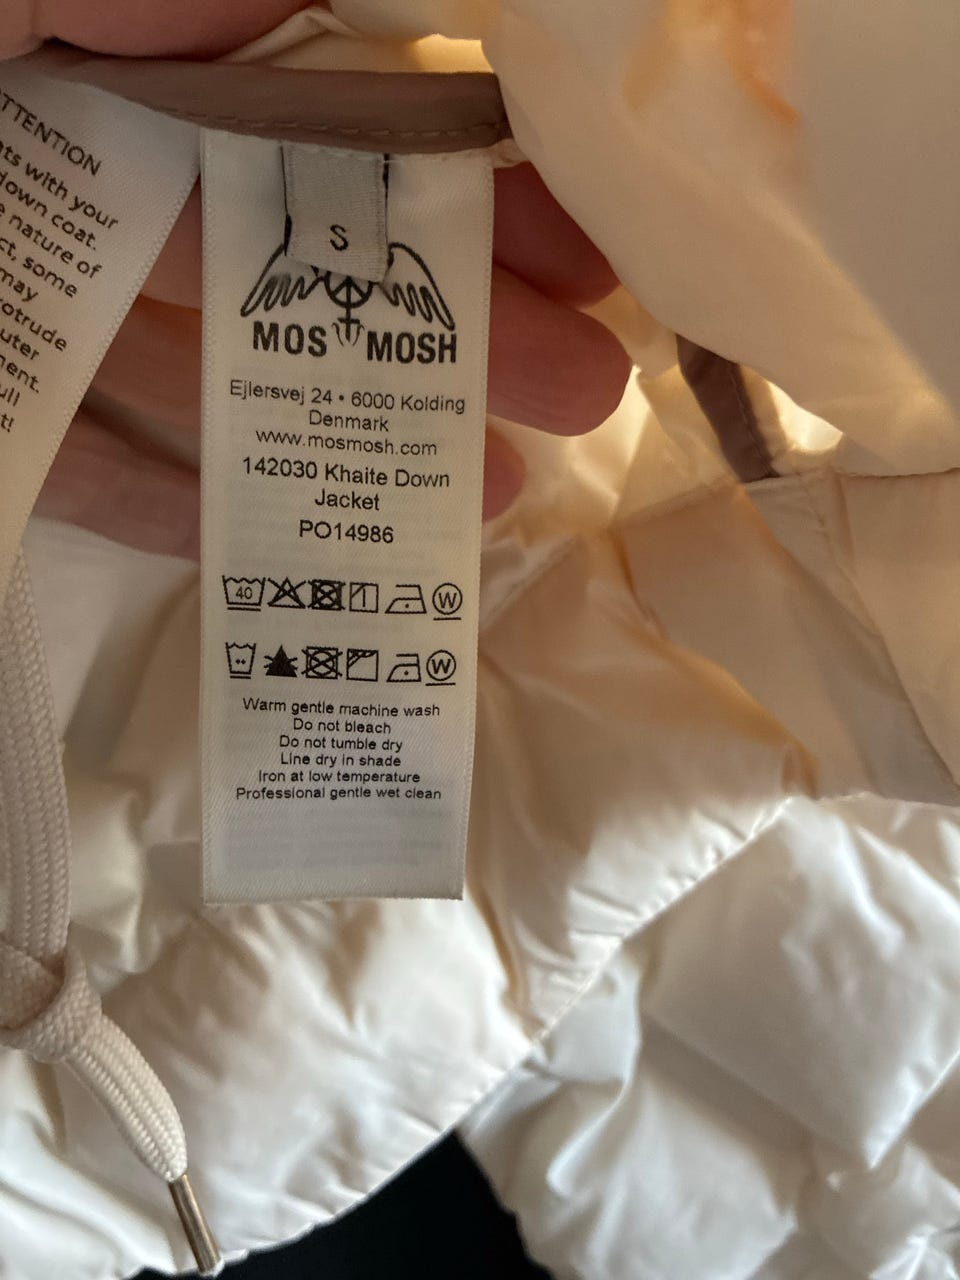 ATTENTION
ts with your
down coat.
nature of
ct, some
may
otrude
uter
ment.
ull
t!
S
MOS MOSH
Ejlersvej 24 • 6000 Kolding
Denmark
www.mosmosh.com
142030 Khaite Down
Jacket
PO14986
40 W
W
Warm gentle machine wash
Do not bleach
Do not tumble dry
Line dry in shade
Iron at low temperature
Professional gentle wet clean